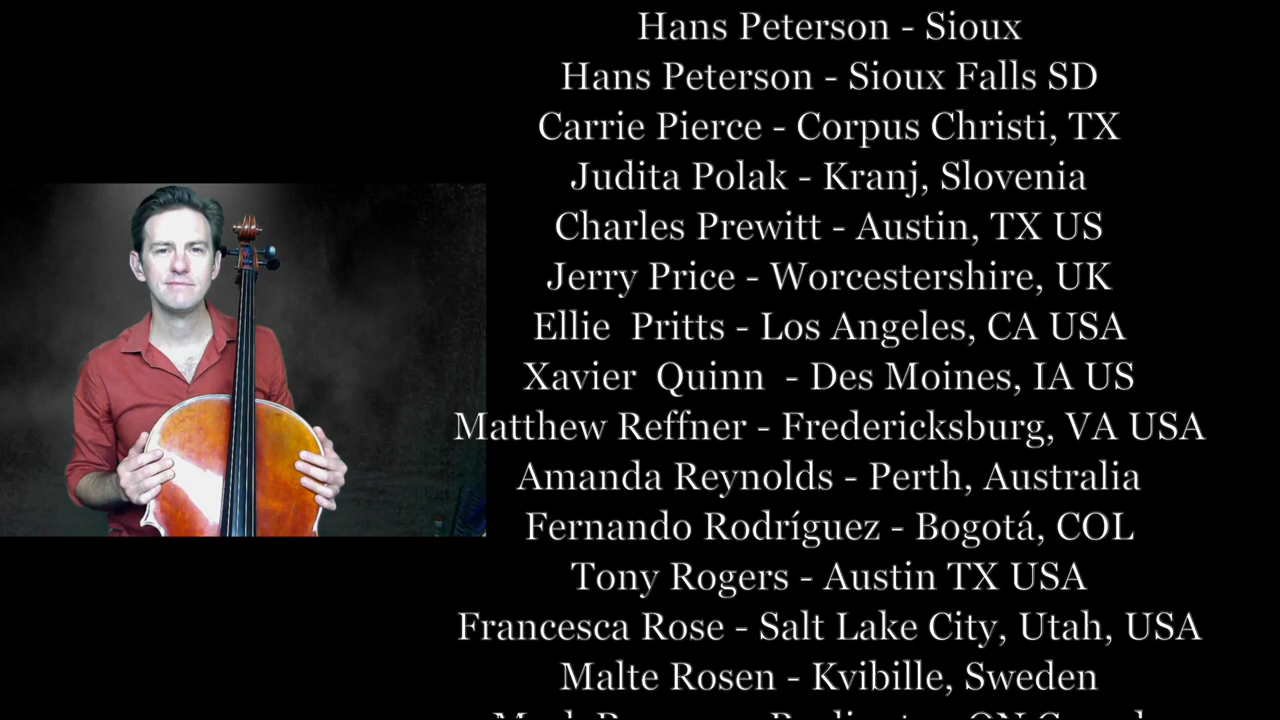 Hans Peterson - Sioux
Hans Peterson - Sioux Falls SD
Carrie Pierce - Corpus Christi, TX
Judita Polak - Kranj, Slovenia
Charles Prewitt - Austin, TX US
Jerry Price - Worcestershire, UK
Ellie  Pritts - Los Angeles, CA USA
Xavier  Quinn  - Des Moines, IA US
Matthew Reffner - Fredericksburg, VA USA
Amanda Reynolds - Perth, Australia
Fernando Rodríguez - Bogotá, COL
Tony Rogers - Austin TX USA
Francesca Rose - Salt Lake City, Utah, USA
Malte Rosen - Kvibille, Sweden